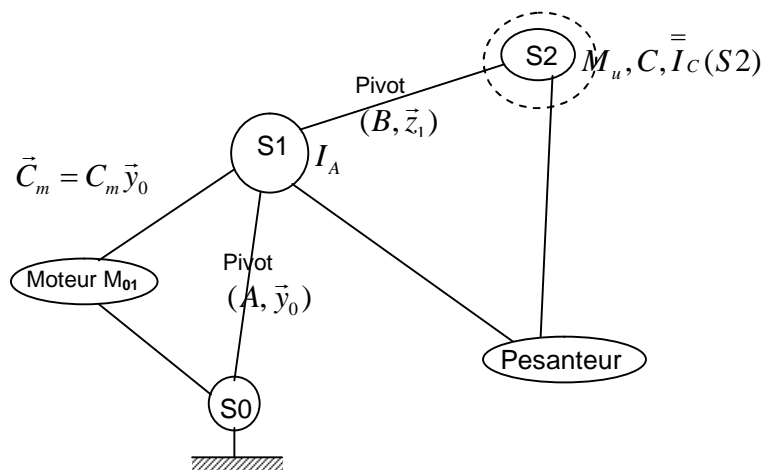 S2
M_u, C, \bar{\bar{I}}_C(S2)
Pivot
(B, \vec{z}_1)
S1
I_A
\vec{C}_m = C_m \vec{y}_0
Moteur M₀₁
Pivot
(A, \vec{y}_0)
Pesanteur
S0